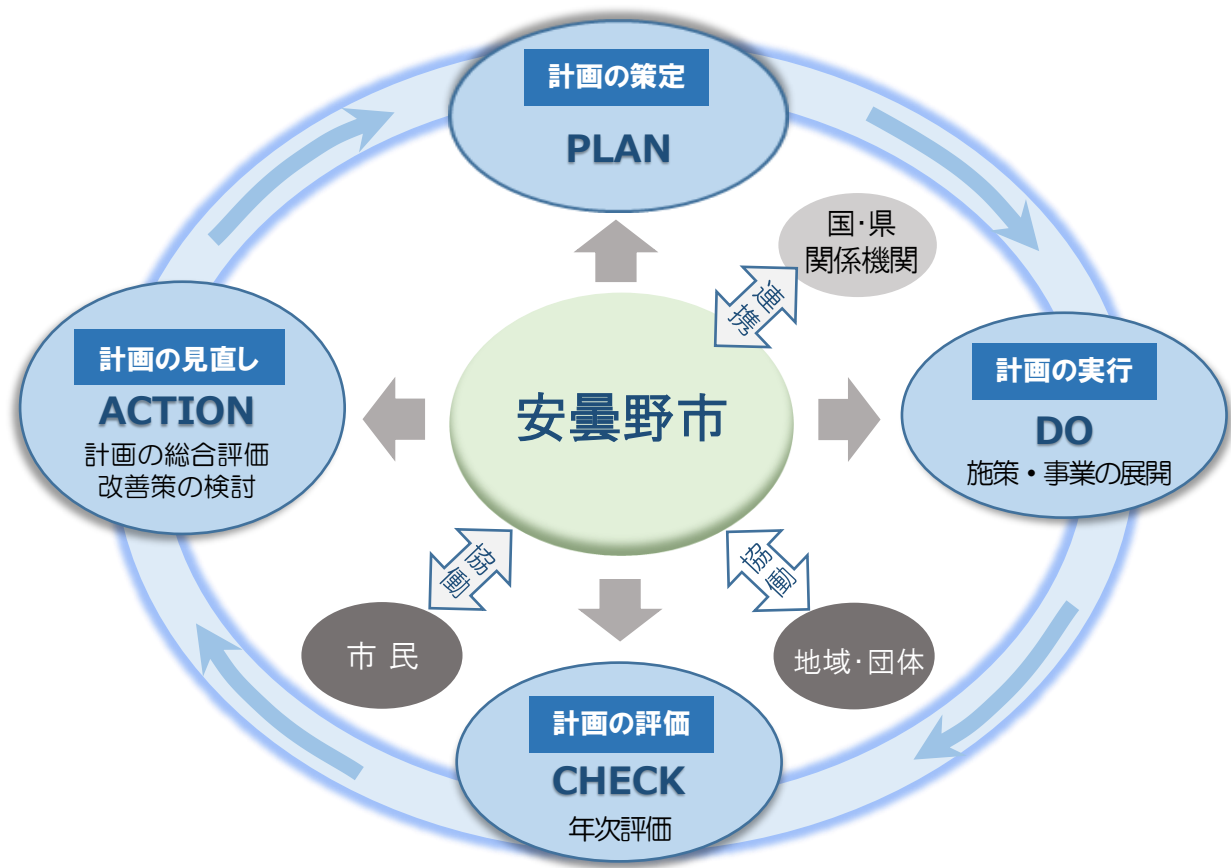 計画の策定
PLAN
国･県
関係機関
連携
計画の見直し
ACTION
計画の総合評価
改善策の検討
安曇野市
計画の実行
DO
施策・事業の展開
協働
協働
市 民
地域･団体
計画の評価
CHECK
年次評価